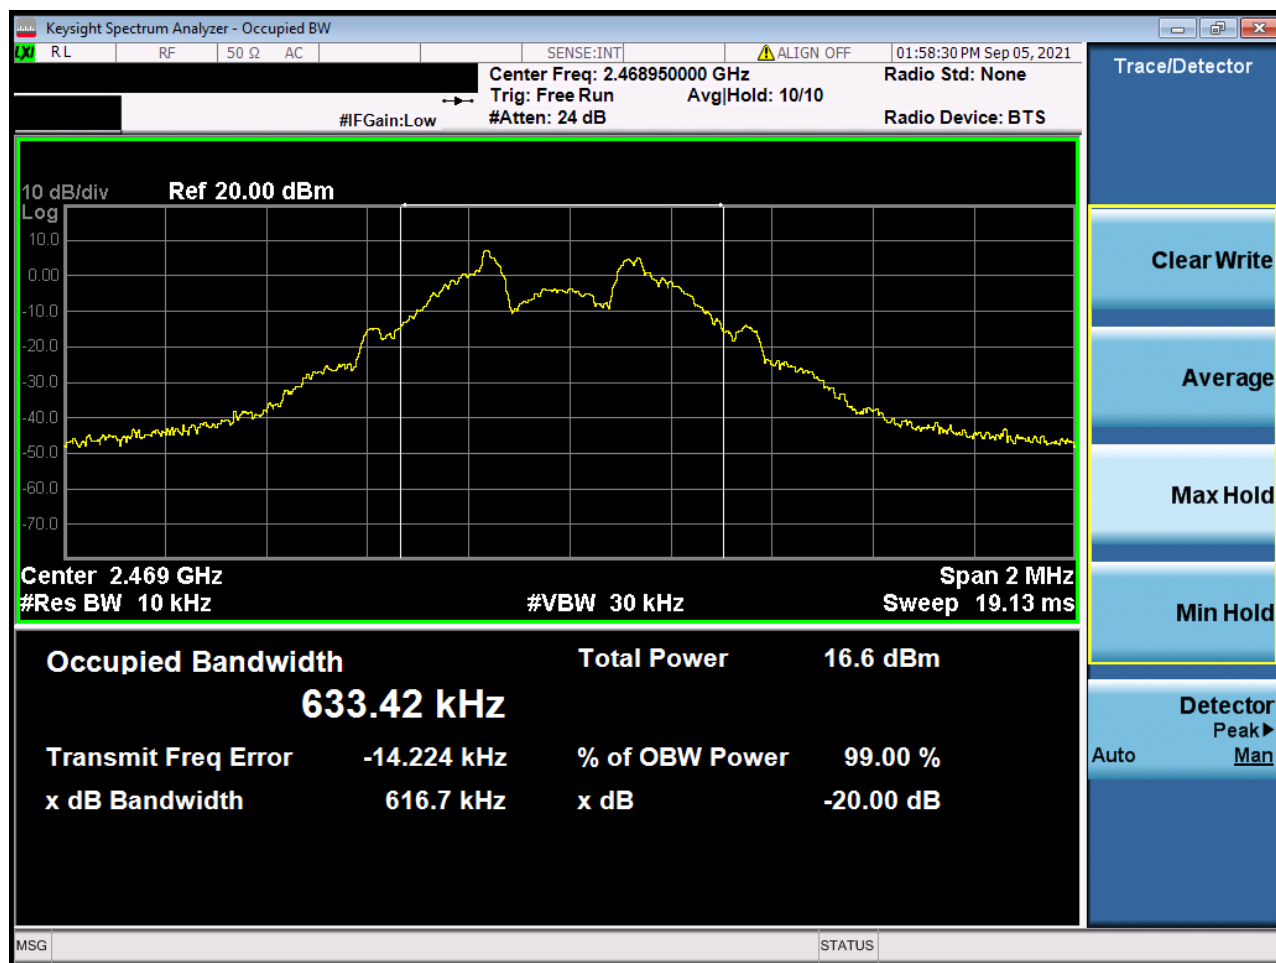 Keysight Spectrum Analyzer - Occupied BW
LXI RL RF 50 Ω AC SENSE:INT ALIGN OFF 01:58:30 PM Sep 05, 2021
Center Freq: 2.468950000 GHz Radio Std: None
Trig: Free Run Avg|Hold: 10/10
#IFGain:Low #Atten: 24 dB Radio Device: BTS
10 dB/div Ref 20.00 dBm
Log
10.0
0.00
-10.0
-20.0
-30.0
-40.0
-50.0
-60.0
-70.0
Center 2.469 GHz Span 2 MHz
#Res BW 10 kHz #VBW 30 kHz Sweep 19.13 ms
Occupied Bandwidth Total Power 16.6 dBm
633.42 kHz
Transmit Freq Error -14.224 kHz % of OBW Power 99.00 %
x dB Bandwidth 616.7 kHz x dB -20.00 dB
Trace/Detector
Clear Write
Average
Max Hold
Min Hold
Detector
Peak▶
Auto Man
MSG STATUS